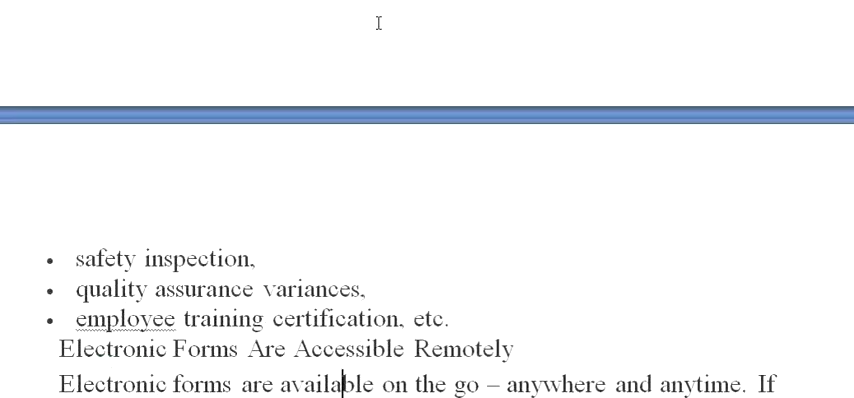 • safety inspection,
• quality assurance variances,
• employee training certification, etc.
Electronic Forms Are Accessible Remotely
Electronic forms are available on the go – anywhere and anytime. If